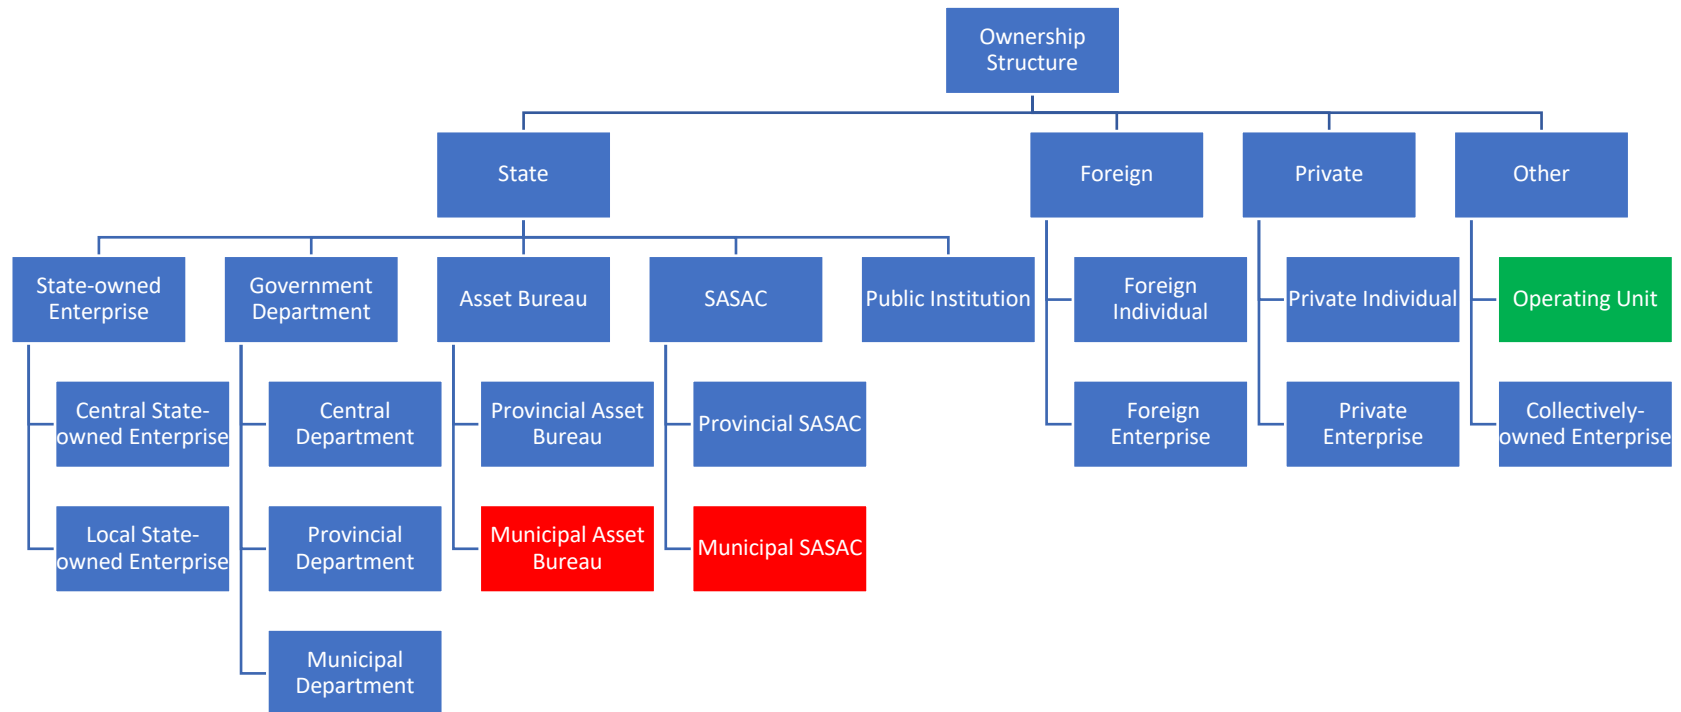 Ownership
Structure
State
Foreign
Private
Other
State-owned
Enterprise
Government
Department
Asset Bureau
SASAC
Public Institution
Foreign
Individual
Private Individual
Operating Unit
Central State-
owned Enterprise
Central
Department
Provincial Asset
Bureau
Provincial SASAC
Foreign
Enterprise
Private
Enterprise
Collectively-
owned Enterprise
Local State-
owned Enterprise
Provincial
Department
Municipal Asset
Bureau
Municipal SASAC
Municipal
Department